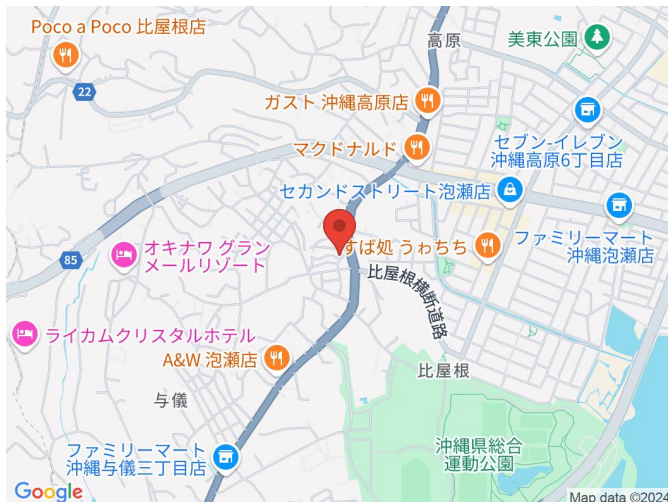 Poco a Poco 比屋根店
高原
美東公園
22
ガスト 沖縄高原店
マクドナルド
セブン-イレブン
沖縄高原6丁目店
セカンドストリート泡瀬店
すば処 うゎちち
ファミリーマート
沖縄泡瀬店
85
オキナワ グラン
メールリゾート
比屋根横断道路
ライカムクリスタルホテル
A&W 泡瀬店
比屋根
与儀
ファミリーマート
沖縄与儀三丁目店
沖縄県総合
運動公園
Google
Map data ©2024